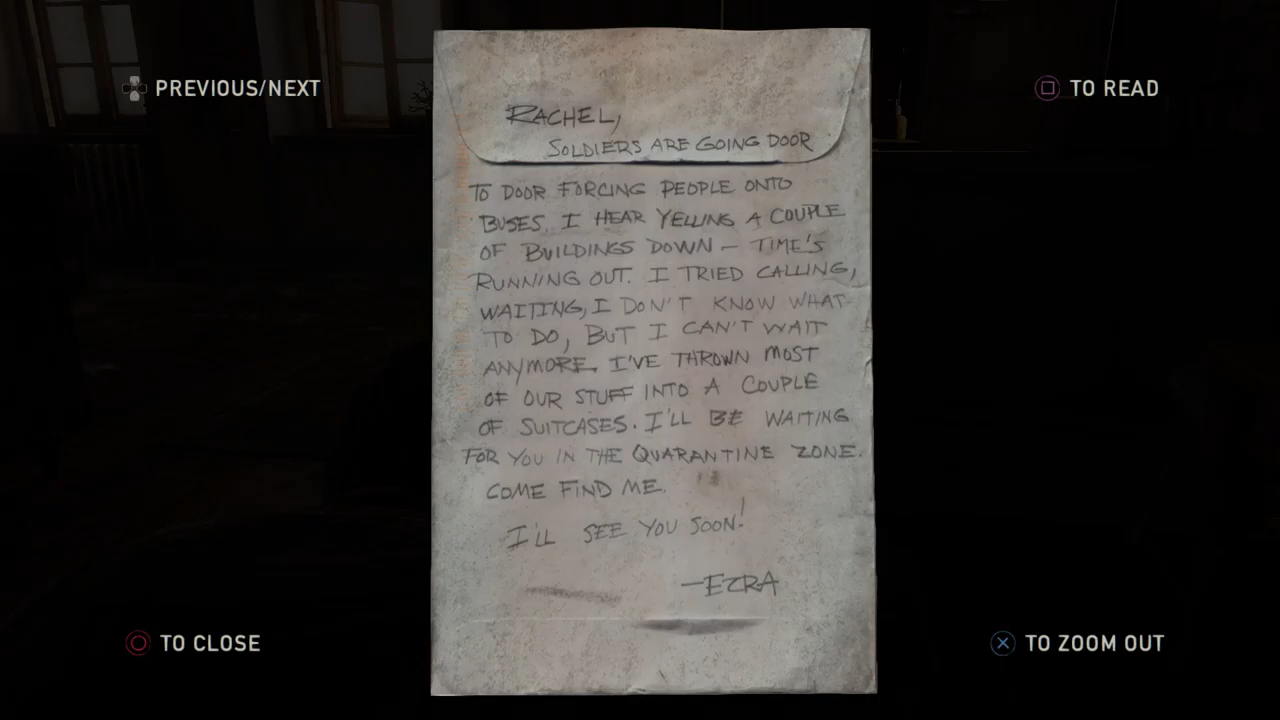 PREVIOUS/NEXT
TO READ
RACHEL,
SOLDIERS ARE GOING DOOR
TO DOOR FORCING PEOPLE ONTO
BUSES. I HEAR YELLING A COUPLE
OF BUILDINGS DOWN – TIME'S
RUNNING OUT. I TRIED CALLING,
WAITING, I DON'T KNOW WHAT
TO DO, BUT I CAN'T WAIT
ANYMORE. I'VE THROWN MOST
OF OUR STUFF INTO A COUPLE
OF SUITCASES. I'LL BE WAITING
FOR YOU IN THE QUARANTINE ZONE.
COME FIND ME.
I'LL SEE YOU SOON!
—EZRA
TO CLOSE
TO ZOOM OUT